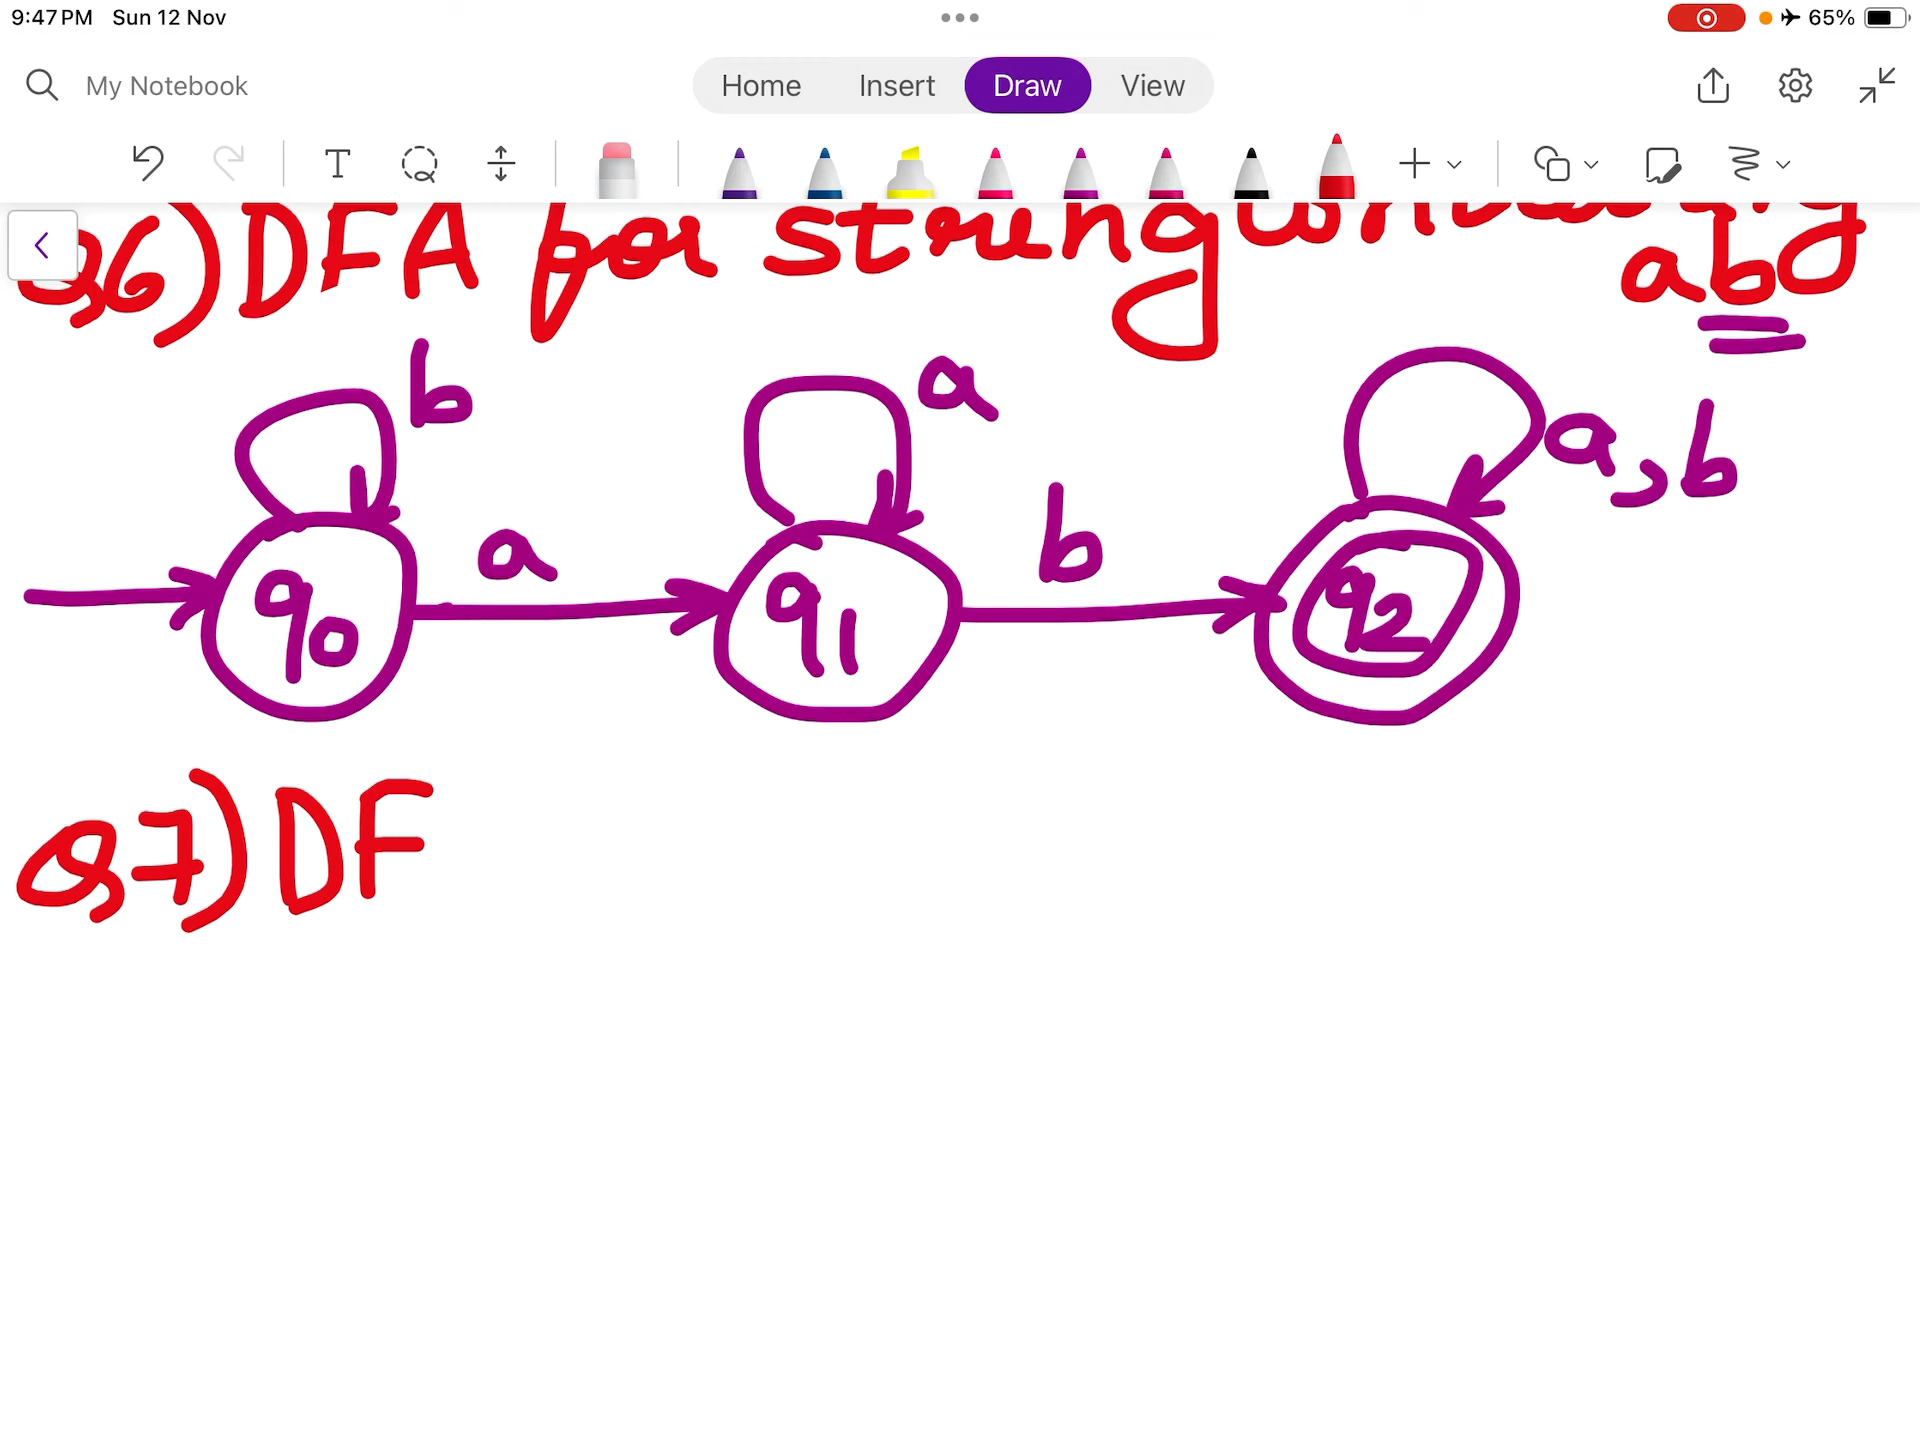 9:47 PM Sun 12 Nov
65%
My Notebook
Home Insert Draw View
T
Q6) DFA for string
ab
b
a
a,b
a
b
q0
q1
q2
Q7) DF